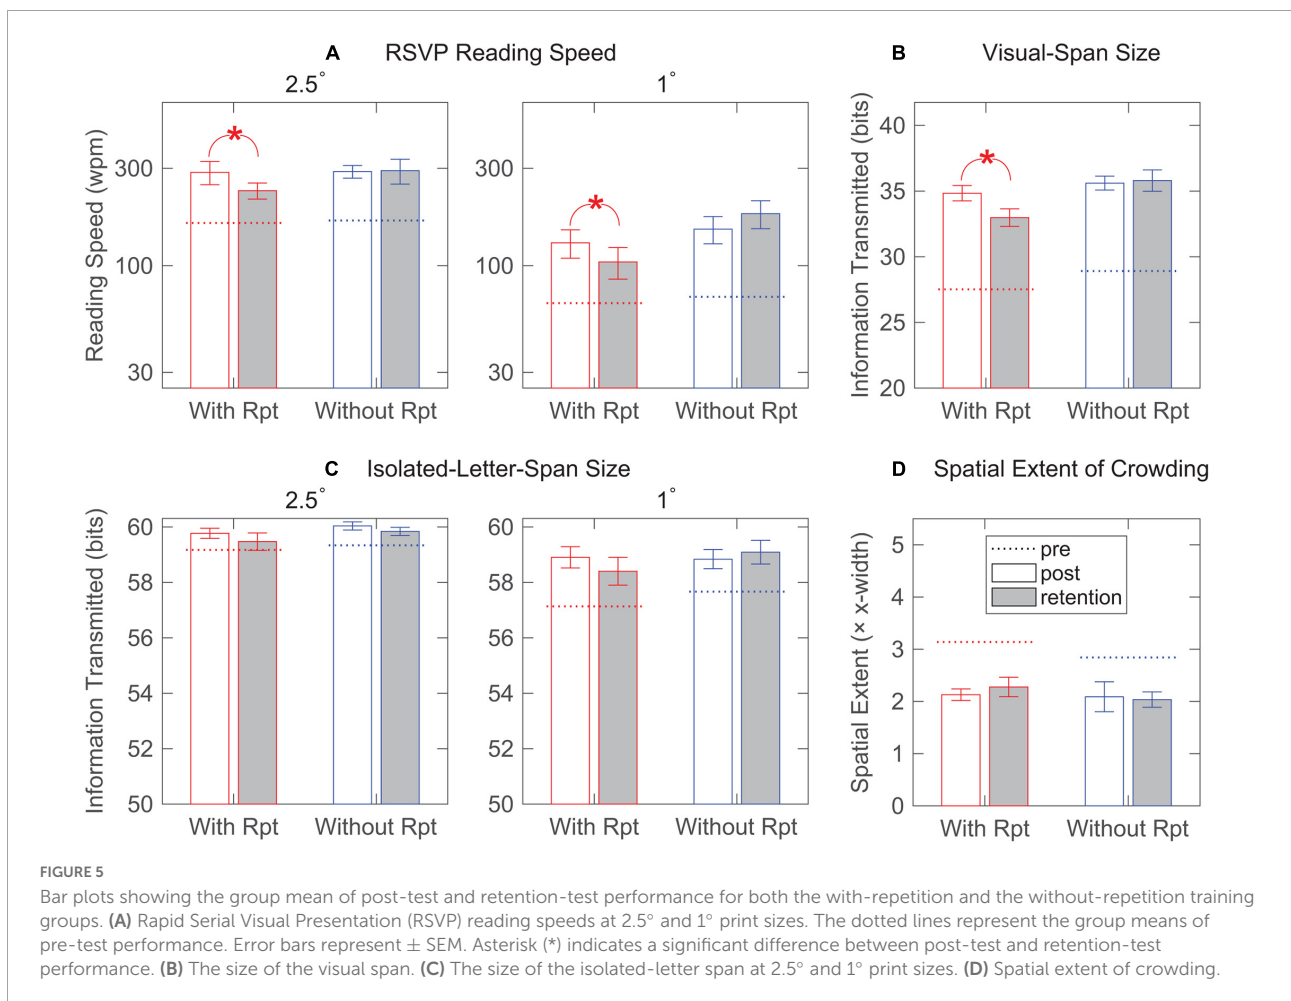 A RSVP Reading Speed
2.5°
1°
Reading Speed (wpm)
300
100
30
*
With Rpt Without Rpt
300
100
30
*
With Rpt Without Rpt
B Visual-Span Size
Information Transmitted (bits)
40
35
30
25
20
*
With Rpt Without Rpt
C Isolated-Letter-Span Size
2.5°
1°
Information Transmitted (bits)
60
58
56
54
52
50
With Rpt Without Rpt
60
58
56
54
52
50
With Rpt Without Rpt
D Spatial Extent of Crowding
Spatial Extent (× x-width)
5
4
3
2
1
0
pre
post
retention
With Rpt Without Rpt
FIGURE 5
Bar plots showing the group mean of post-test and retention-test performance for both the with-repetition and the without-repetition training
groups. (A) Rapid Serial Visual Presentation (RSVP) reading speeds at 2.5° and 1° print sizes. The dotted lines represent the group means of
pre-test performance. Error bars represent ± SEM. Asterisk (*) indicates a significant difference between post-test and retention-test
performance. (B) The size of the visual span. (C) The size of the isolated-letter span at 2.5° and 1° print sizes. (D) Spatial extent of crowding.